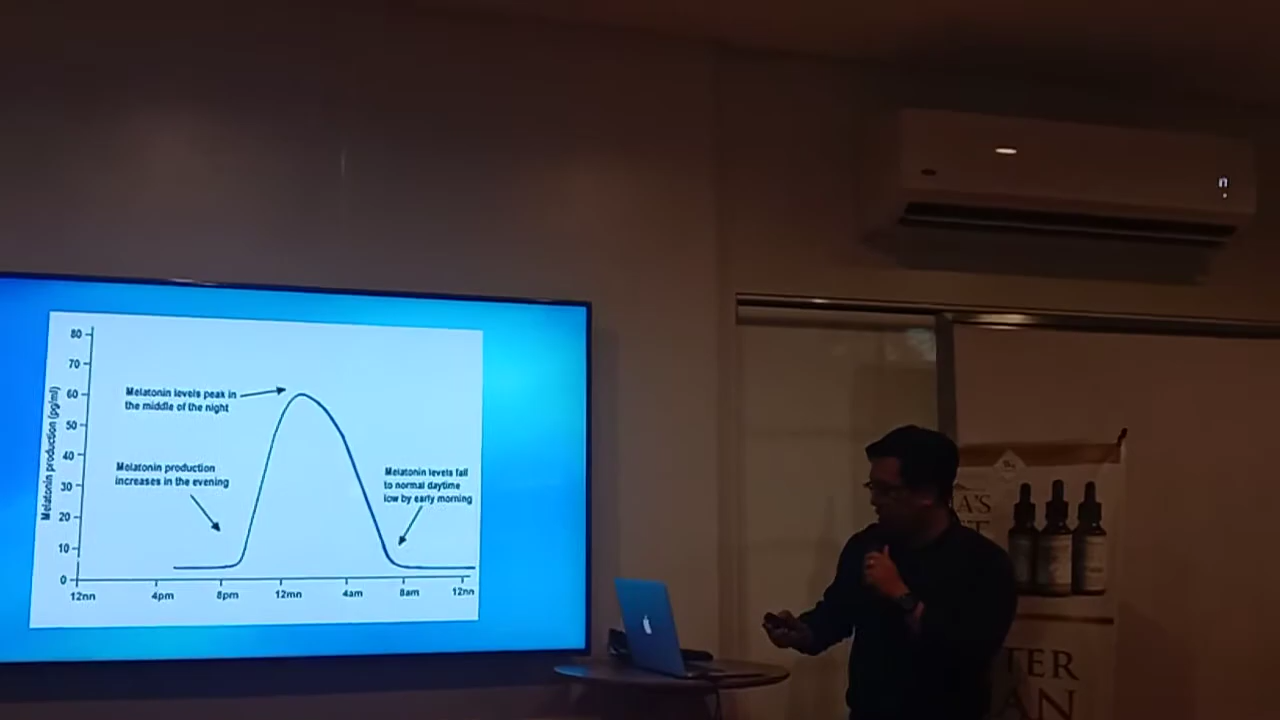 80
70
60
50
40
30
20
10
0
Melatonin production (pg/ml)
Melatonin levels peak in
the middle of the night
Melatonin production
increases in the evening
Melatonin levels fall
to normal daytime
low by early morning
12nn
4pm
8pm
12mn
4am
8am
12nn
A'S
TER
AN